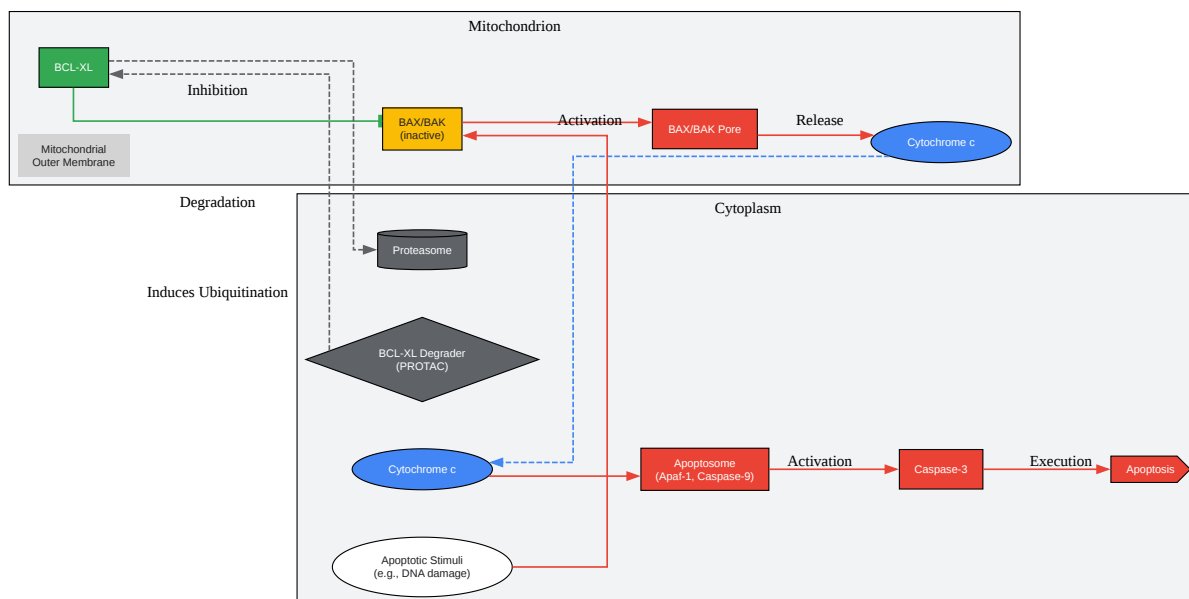 Mitochondrion
BCL-XL
Inhibition
BAX/BAK
(inactive)
Activation
BAX/BAK Pore
Release
Cytochrome c
Mitochondrial
Outer Membrane
Degradation
Cytoplasm
Proteasome
Induces Ubiquitination
BCL-XL Degrader
(PROTAC)
Cytochrome c
Apoptosome
(Apaf-1, Caspase-9)
Activation
Caspase-3
Execution
Apoptosis
Apoptotic Stimuli
(e.g., DNA damage)